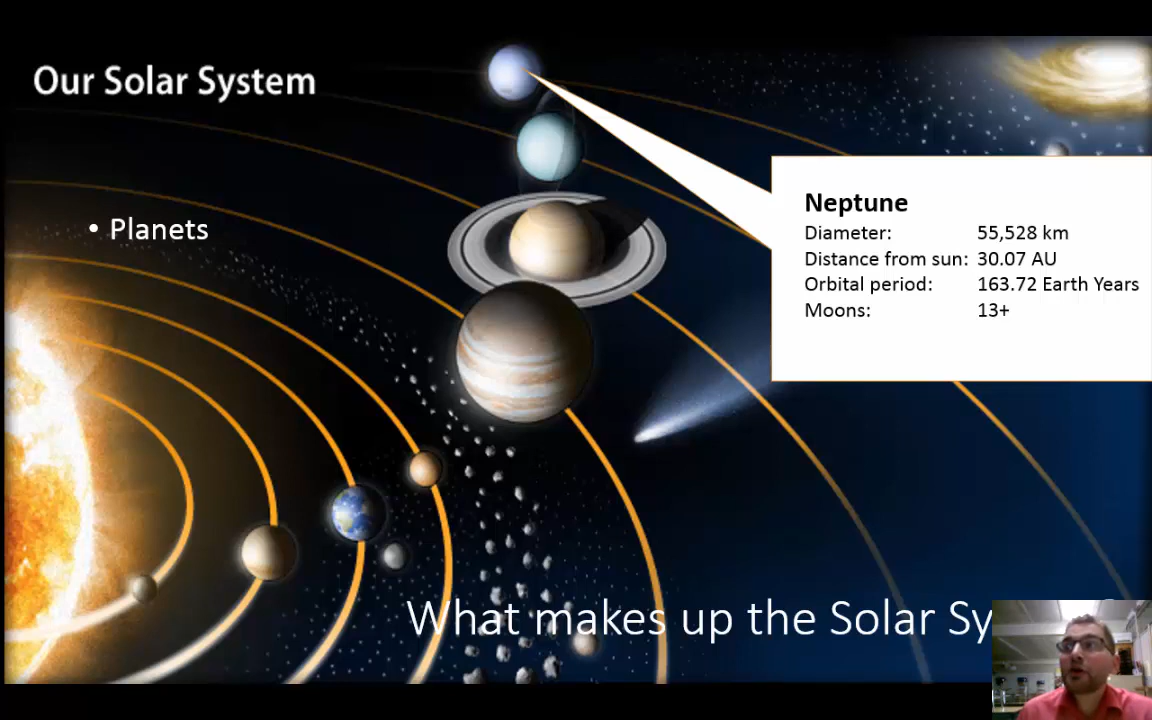 Our Solar System
• Planets
Neptune
Diameter: 55,528 km
Distance from sun: 30.07 AU
Orbital period: 163.72 Earth Years
Moons: 13+
What makes up the Solar Sy